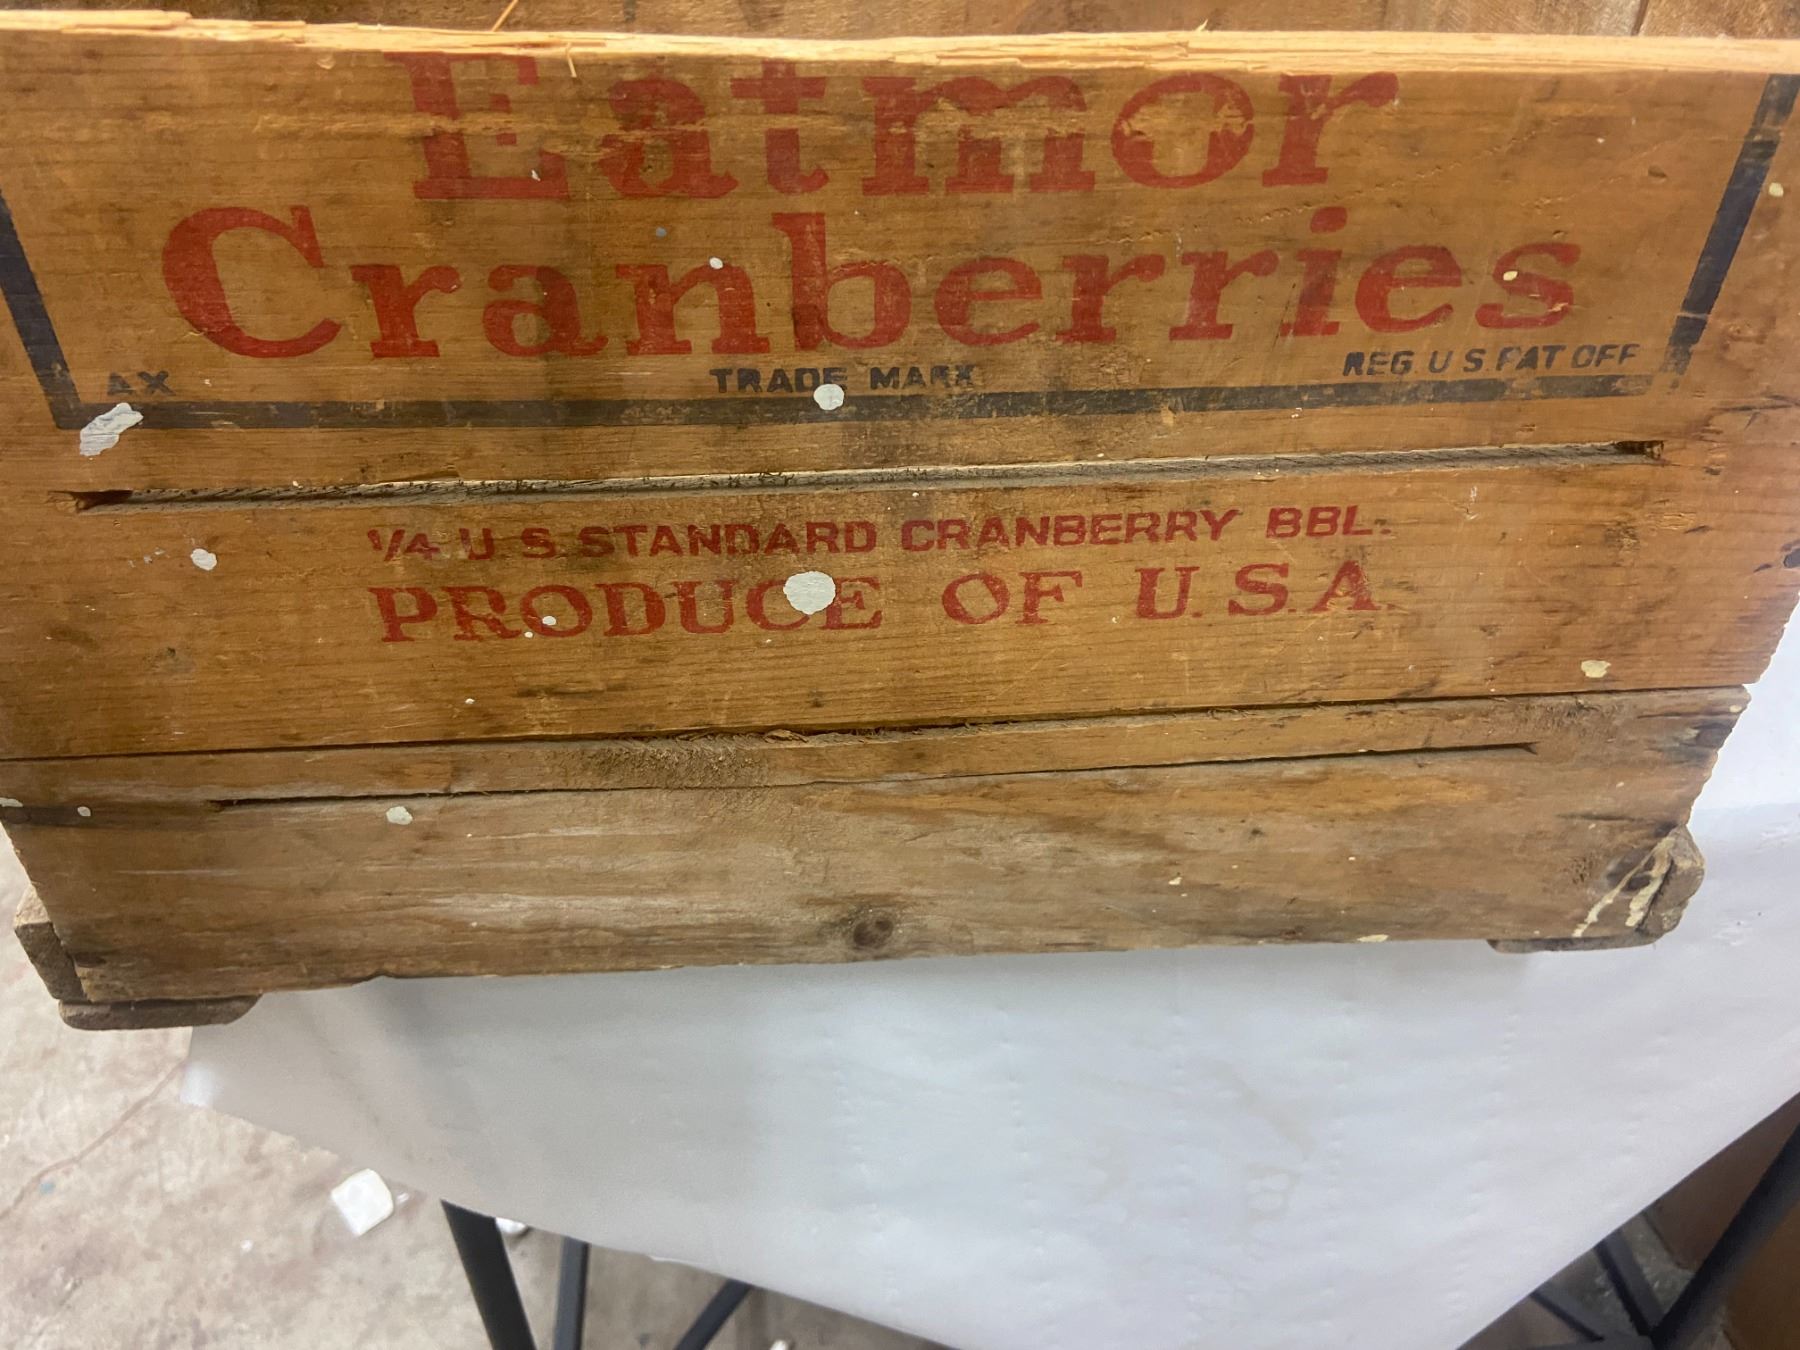 Eatmor
Cranberries
AX TRADE MARK REG. U S. PAT OFF
1/4 U. S. STANDARD CRANBERRY BBL.
PRODUCE OF U. S. A.